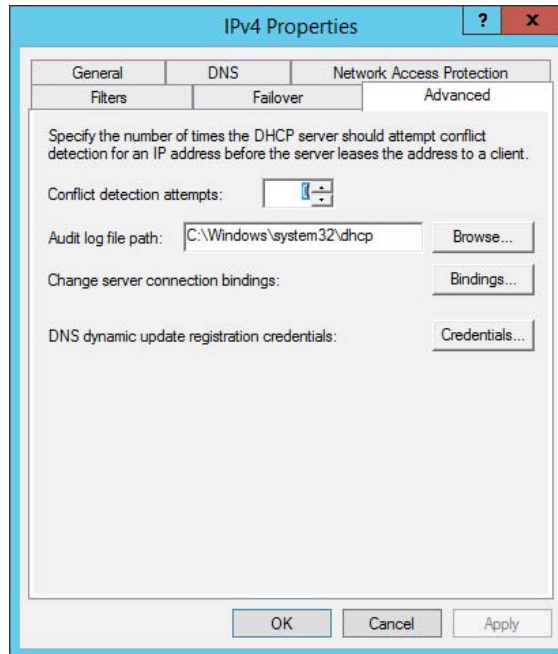 IPv4 Properties
?
x
General
DNS
Network Access Protection
Filters
Failover
Advanced
Specify the number of times the DHCP server should attempt conflict
detection for an IP address before the server leases the address to a client.
Conflict detection attempts:
Audit log file path:
C:\Windows\system32\dhcp
Browse...
Change server connection bindings:
Bindings...
DNS dynamic update registration credentials:
Credentials...
OK
Cancel
Apply